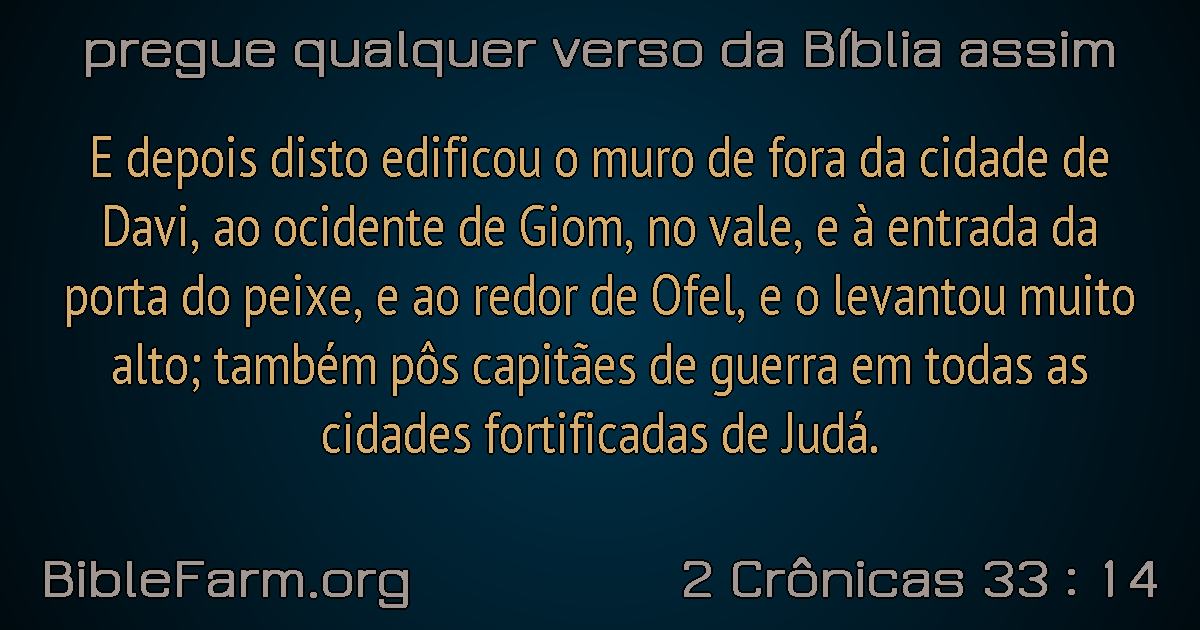 pregue qualquer verso da Bíblia assim
E depois disto edificou o muro de fora da cidade de
Davi, ao ocidente de Giom, no vale, e à entrada da
porta do peixe, e ao redor de Ofel, e o levantou muito
alto; também pôs capitães de guerra em todas as
cidades fortificadas de Judá.
BibleFarm.org
2 Crônicas 33 : 14